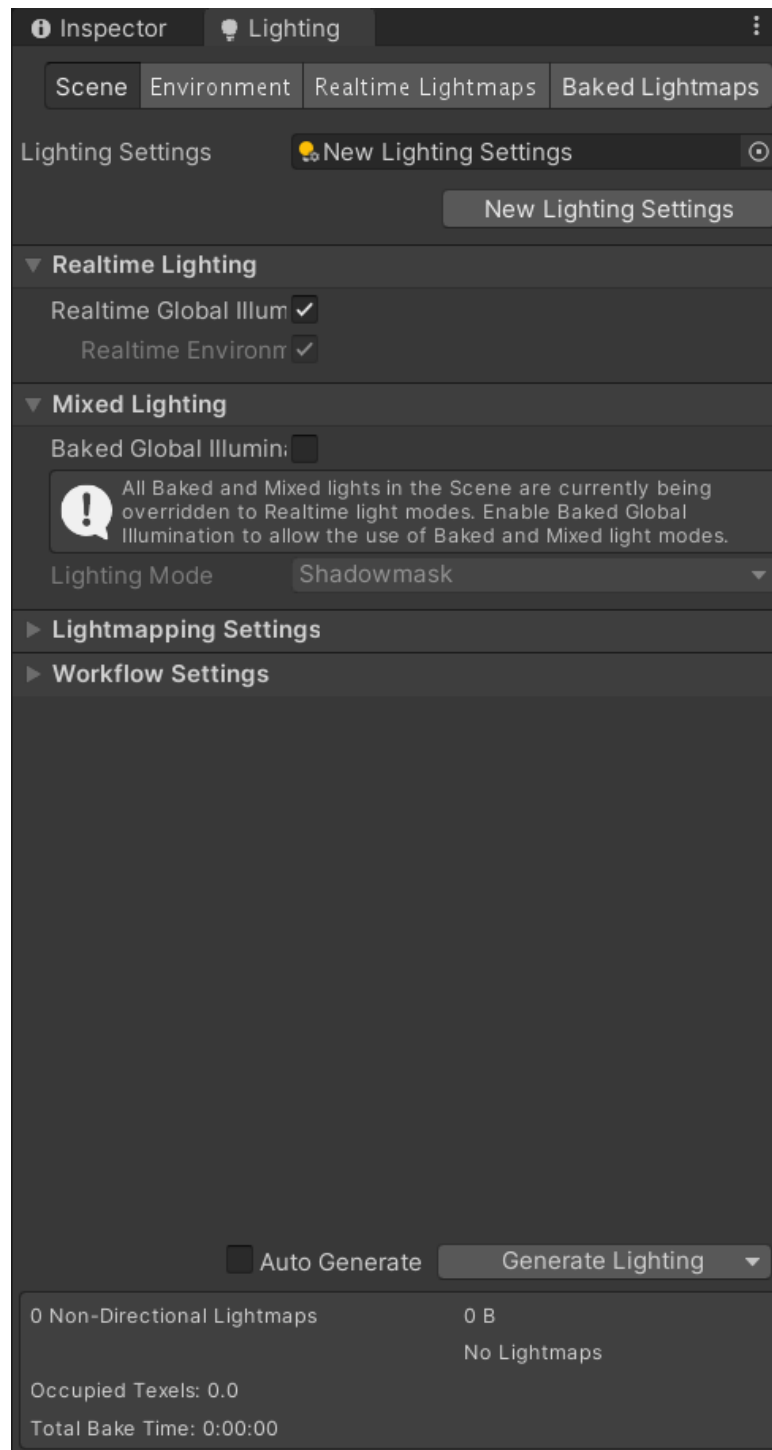 Inspector Lighting
Scene Environment Realtime Lightmaps Baked Lightmaps
Lighting Settings New Lighting Settings
New Lighting Settings
Realtime Lighting
Realtime Global Illum
Realtime Environm
Mixed Lighting
Baked Global Illumina
All Baked and Mixed lights in the Scene are currently being
overridden to Realtime light modes. Enable Baked Global
Illumination to allow the use of Baked and Mixed light modes.
Lighting Mode Shadowmask
Lightmapping Settings
Workflow Settings
Auto Generate Generate Lighting
0 Non-Directional Lightmaps 0 B
No Lightmaps
Occupied Texels: 0.0
Total Bake Time: 0:00:00